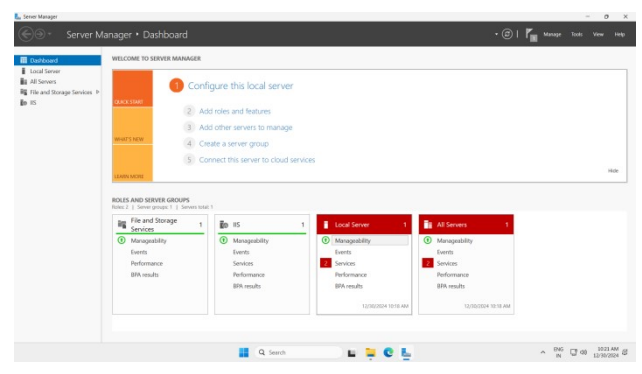 Server Manager
Server Manager • Dashboard
Manage Tools View Help
Dashboard
Local Server
All Servers
File and Storage Services
IIS
WELCOME TO SERVER MANAGER
QUICK START
WHAT'S NEW
LEARN MORE
1 Configure this local server
2 Add roles and features
3 Add other servers to manage
4 Create a server group
5 Connect this server to cloud services
Hide
ROLES AND SERVER GROUPS
Roles: 2 | Server groups: 1 | Servers total: 1
File and Storage Services 1
Manageability
Events
Performance
BPA results
IIS 1
Manageability
Events
Services
Performance
BPA results
Local Server 1
Manageability
Events
2 Services
Performance
BPA results
12/30/2024 10:18 AM
All Servers 1
Manageability
Events
2 Services
Performance
BPA results
12/30/2024 10:18 AM
Search
ENG
IN
10:21 AM
12/30/2024